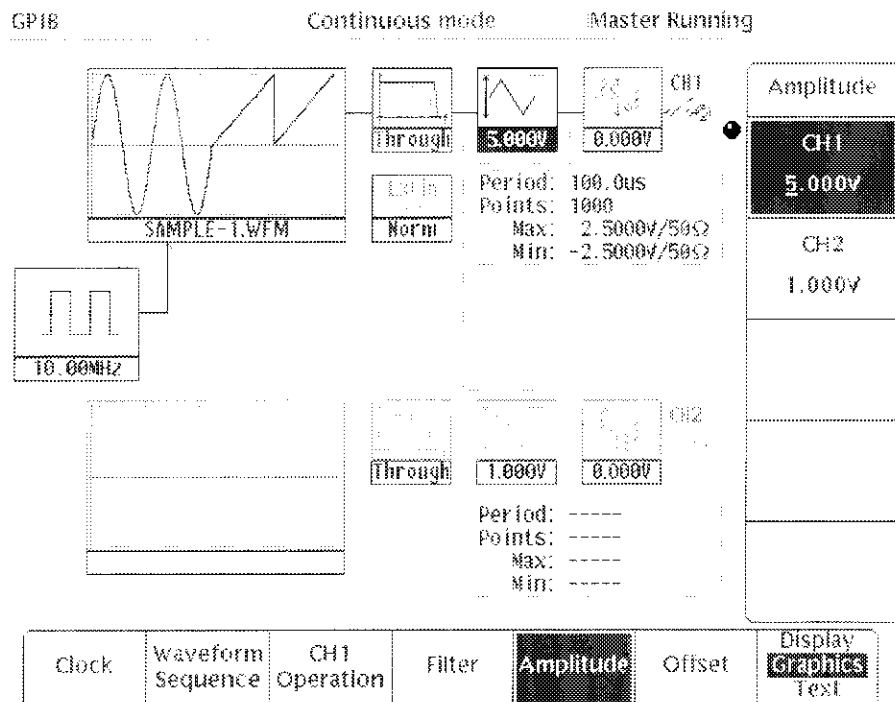 GPIB Continuous mode Master Running
CH1
Through 5.000V 0.000V
Ext in
Norm
SAMPLE-1.WFM
Period: 100.0us
Points: 1000
Max: 2.5000V/50Ω
Min: -2.5000V/50Ω
10.00MHz
CH2
Through 1.000V 0.000V
Period: -----
Points: -----
Max: -----
Min: -----
Amplitude
CH1
5.000V
CH2
1.000V
Clock
Waveform
Sequence
CH1
Operation
Filter
Amplitude
Offset
Display
Graphics
Text